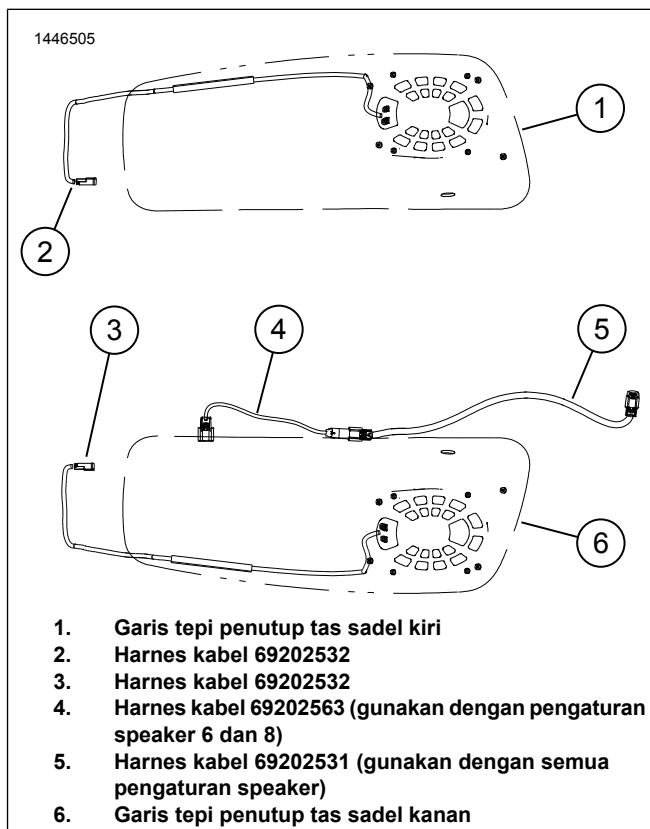 1446505
1
2
3
4
5
6
1. Garis tepi penutup tas sadel kiri
2. Harnes kabel 69202532
3. Harnes kabel 69202532
4. Harnes kabel 69202563 (gunakan dengan pengaturan
speaker 6 dan 8)
5. Harnes kabel 69202531 (gunakan dengan semua
pengaturan speaker)
6. Garis tepi penutup tas sadel kanan